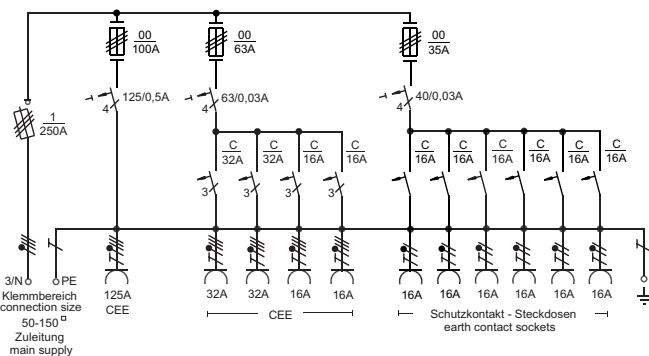 00
100A
00
63A
00
35A
1
250A
125/0,5A
4
63/0,03A
4
40/0,03A
4
C
32A
C
32A
C
16A
C
16A
C
16A
C
16A
C
16A
C
16A
C
16A
C
16A
3
3
3
3
3/N
PE
125A
CEE
32A
32A
16A
16A
CEE
16A
16A
16A
16A
16A
16A
Schutzkontakt - Steckdosen
earth contact sockets
Klemmbereich
connection size
50-150
Zuleitung
main supply